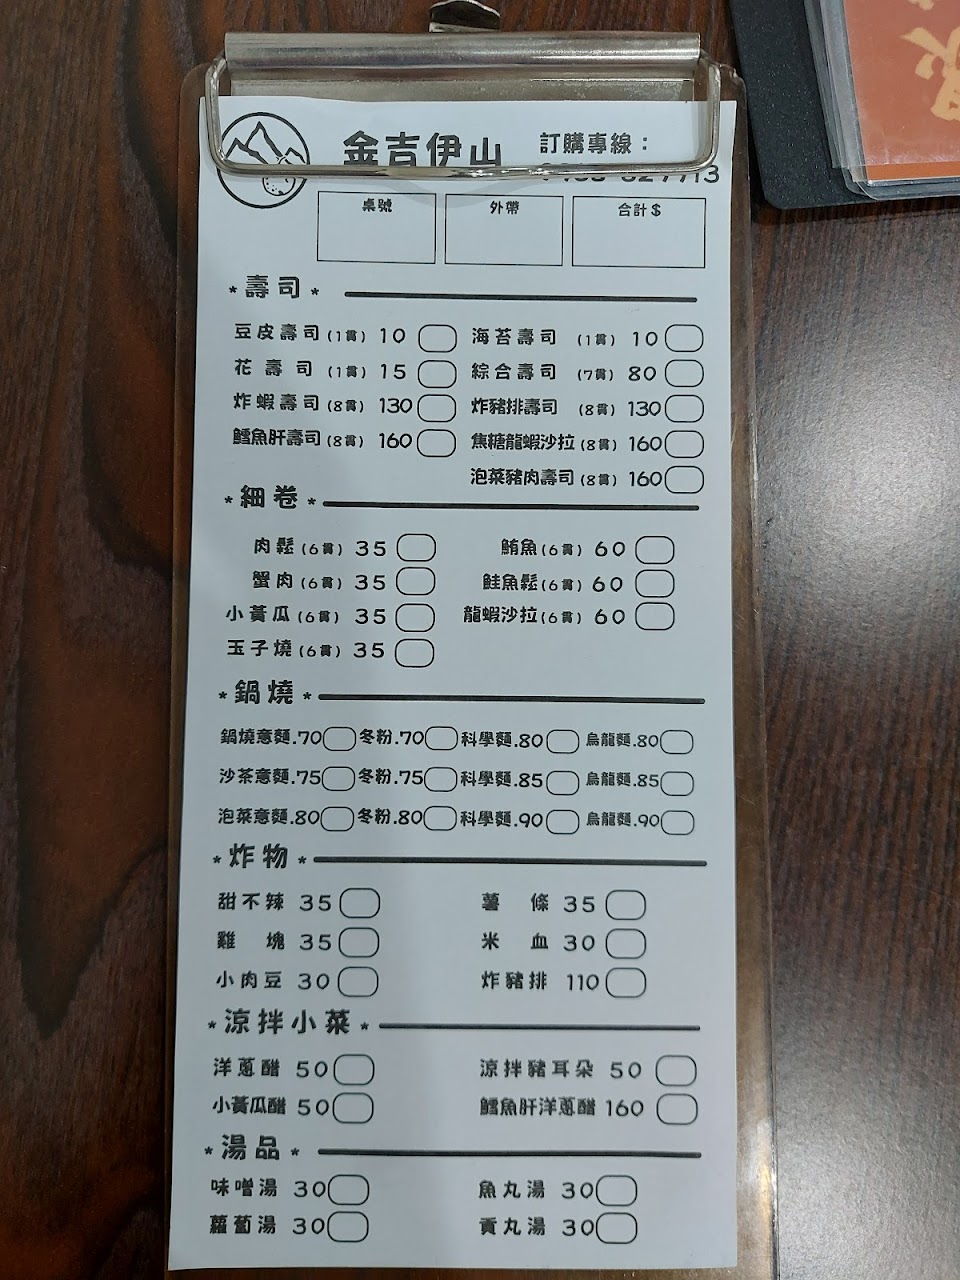 金吉伊山 訂購專線：
桌號 外帶 合計$
*壽司*
豆皮壽司(1貫) 10 海苔壽司 (1貫) 10
花壽司 (1貫) 15 綜合壽司 (7貫) 80
炸蝦壽司(8貫) 130 炸豬排壽司 (8貫) 130
鱈魚肝壽司(8貫) 160 焦糖龍蝦沙拉(8貫) 160
泡菜豬肉壽司(8貫) 160
*細卷*
肉鬆(6貫) 35 鮪魚(6貫) 60
蟹肉(6貫) 35 鮭魚鬆(6貫) 60
小黃瓜(6貫) 35 龍蝦沙拉(6貫) 60
玉子燒(6貫) 35
*鍋燒*
鍋燒意麵.70 冬粉.70 科學麵.80 烏龍麵.80
沙茶意麵.75 冬粉.75 科學麵.85 烏龍麵.85
泡菜意麵.80 冬粉.80 科學麵.90 烏龍麵.90
*炸物*
甜不辣 35 薯條 35
雞塊 35 米血 30
小肉豆 30 炸豬排 110
*涼拌小菜*
洋蔥醋 50 涼拌豬耳朵 50
小黃瓜醋 50 鱈魚肝洋蔥醋 160
*湯品*
味噌湯 30 魚丸湯 30
蘿蔔湯 30 貢丸湯 30